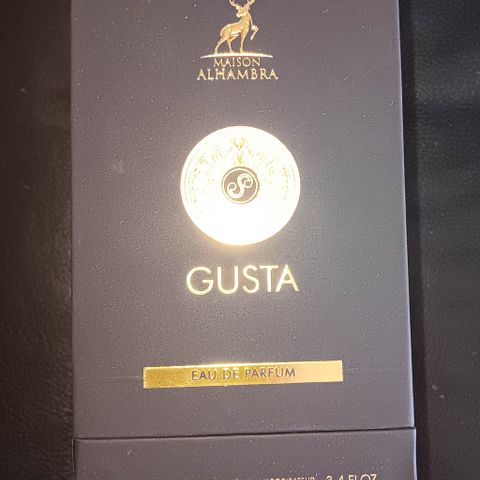 MAISON
ALHAMBRA
GUSTA
EAU DE PARFUM
3.4 FL.OZ